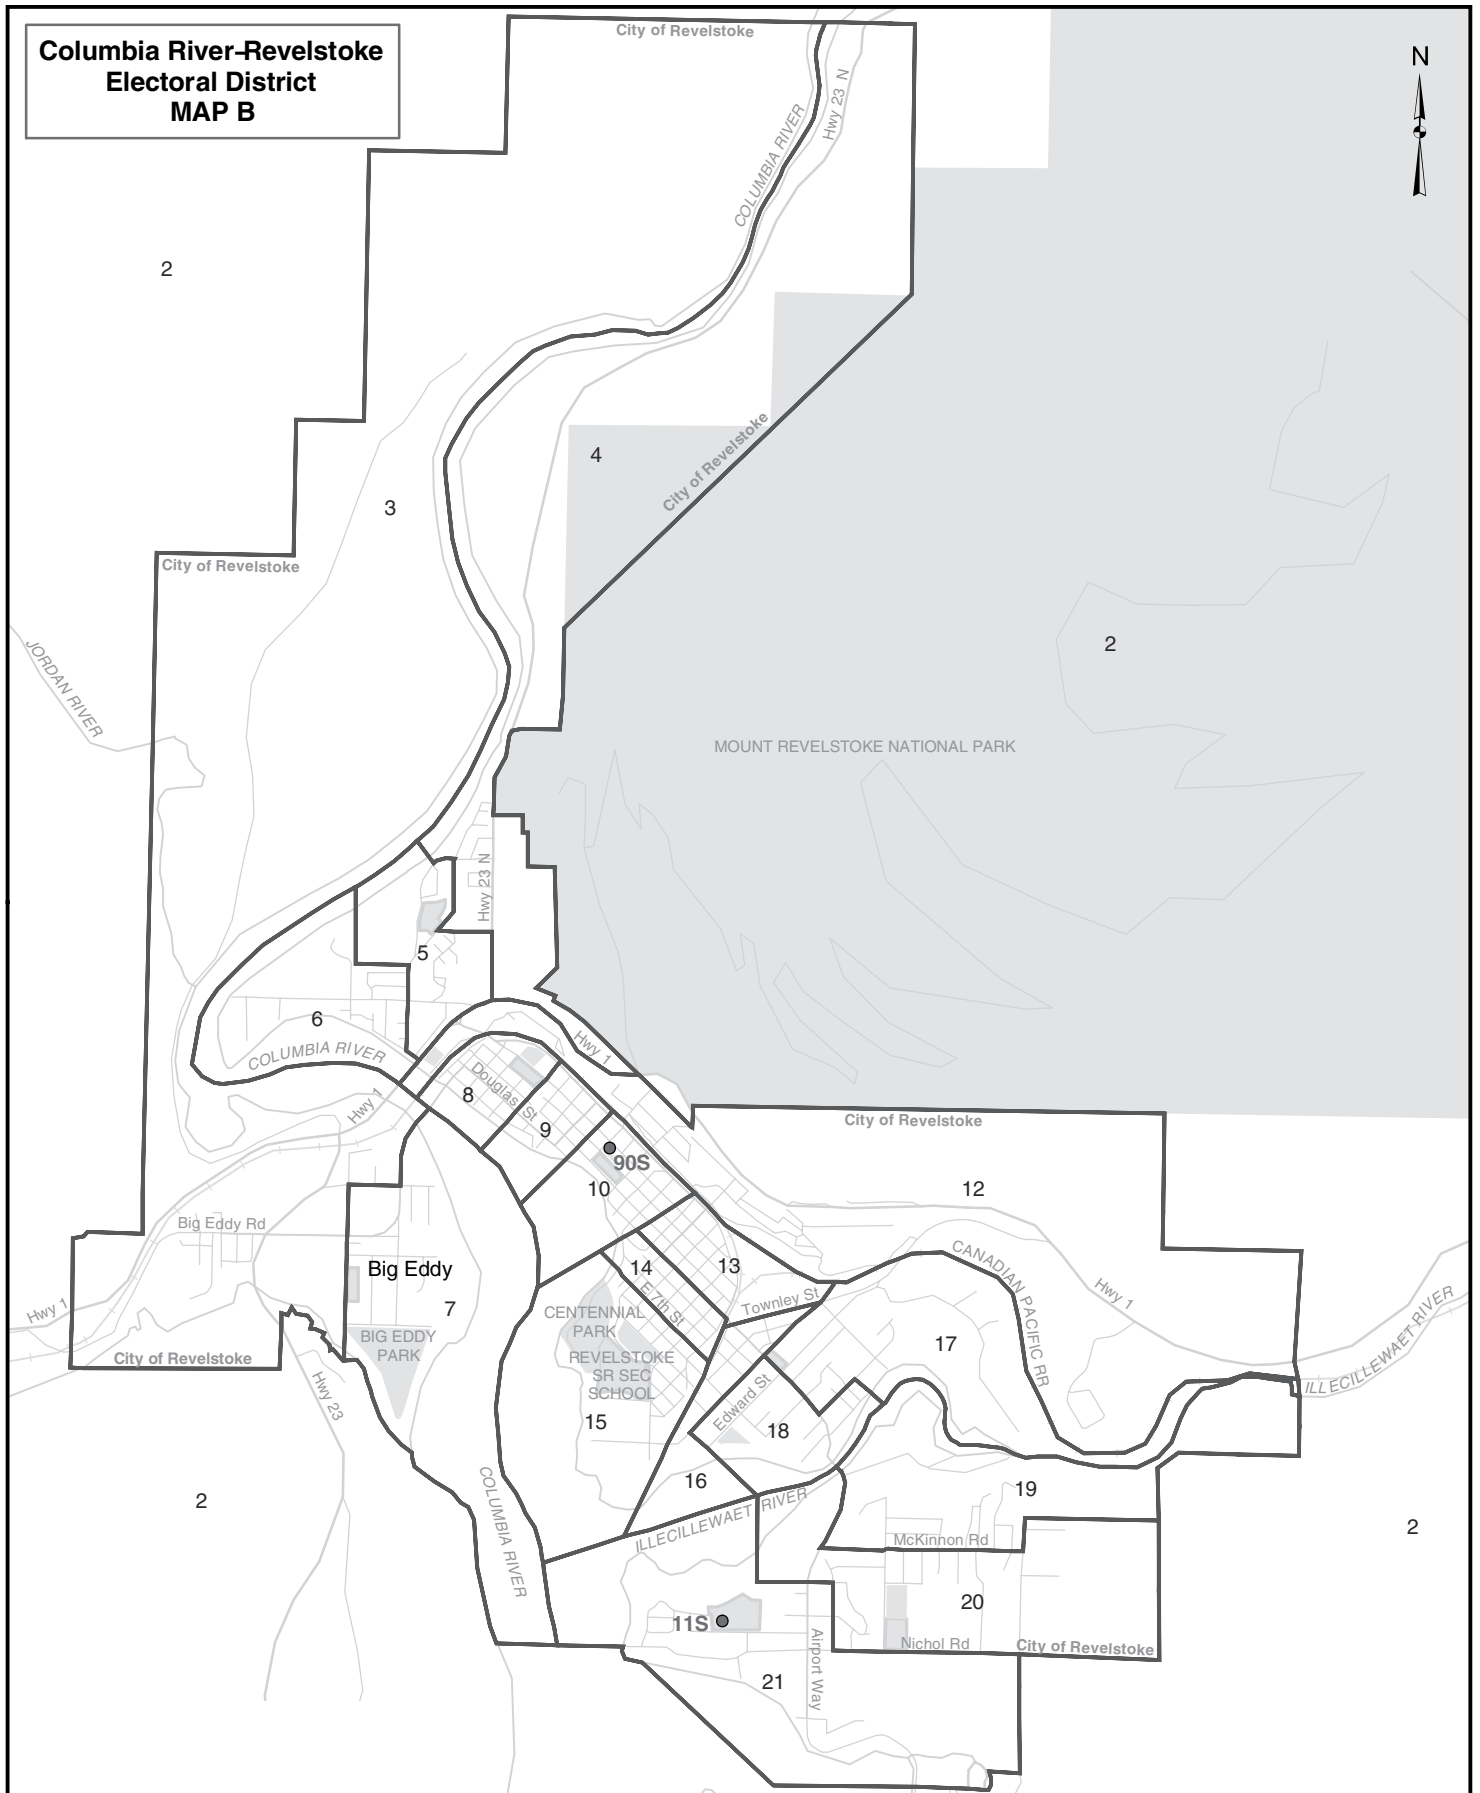 Columbia River–Revelstoke
Electoral District
MAP B
City of Revelstoke
N
Hwy 23 N
COLUMBIA RIVER
2
City of Revelstoke
4
3
City of Revelstoke
JORDAN RIVER
2
MOUNT REVELSTOKE NATIONAL PARK
Hwy 23 N
5
6
COLUMBIA RIVER
Hwy 1
Hwy 1
Douglas St
8
9
City of Revelstoke
90S
10
12
Big Eddy Rd
CANADIAN PACIFIC RR
Hwy 1
Big Eddy
7
14
13
E 7th St
Townley St
Hwy 1
CENTENNIAL
PARK
BIG EDDY
PARK
17
ILLECILLEWAET RIVER
City of Revelstoke
REVELSTOKE
SR SEC
SCHOOL
Hwy 23
Edward St
15
18
16
19
2
COLUMBIA RIVER
ILLECILLEWAET RIVER
2
McKinnon Rd
20
11S
Nichol Rd
City of Revelstoke
Airport Way
21